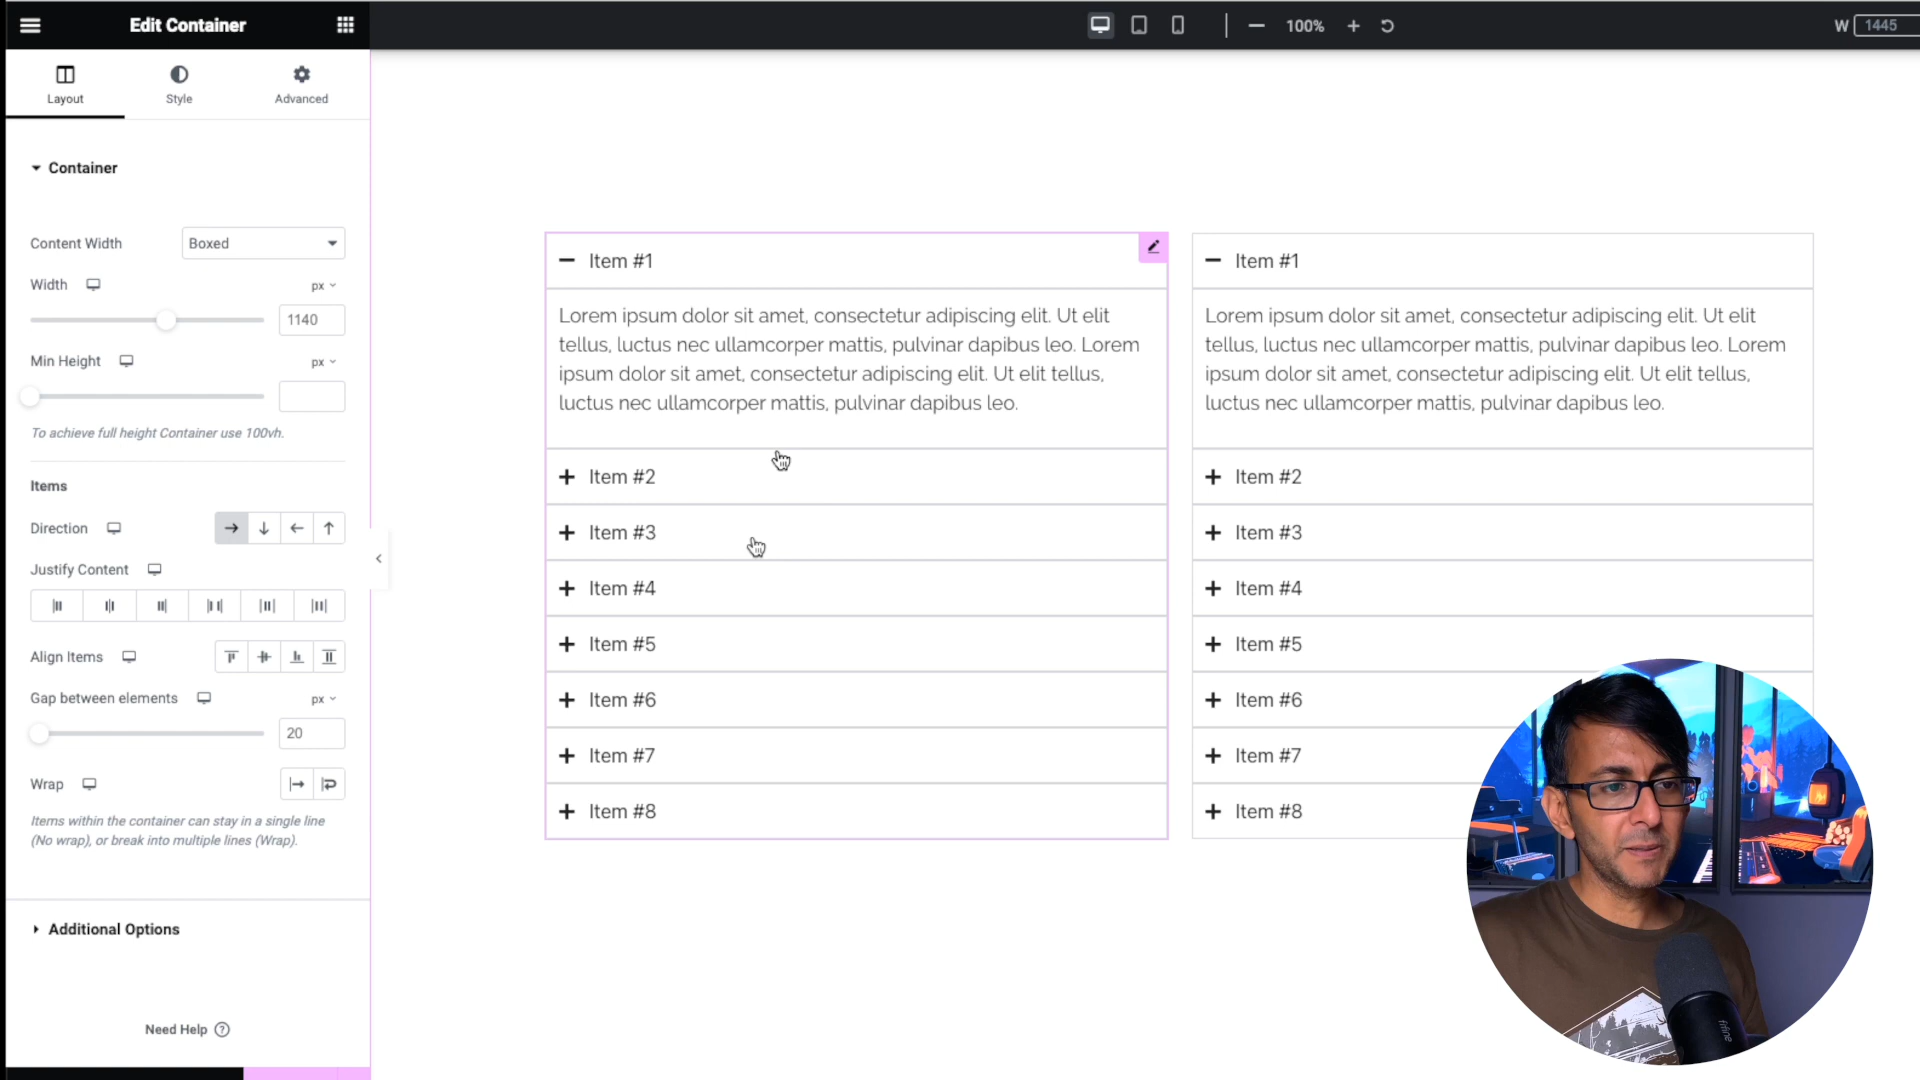 Edit Container
100%
W 1445
Layout
Style
Advanced
Container
Content Width
Boxed
Width
px
1140
Min Height
px
To achieve full height Container use 100vh.
Items
Direction
Justify Content
Align Items
Gap between elements
px
20
Wrap
Items within the container can stay in a single line
(No wrap), or break into multiple lines (Wrap).
Additional Options
Need Help ?
Item #1
Lorem ipsum dolor sit amet, consectetur adipiscing elit. Ut elit
tellus, luctus nec ullamcorper mattis, pulvinar dapibus leo. Lorem
ipsum dolor sit amet, consectetur adipiscing elit. Ut elit tellus,
luctus nec ullamcorper mattis, pulvinar dapibus leo.
Item #2
Item #3
Item #4
Item #5
Item #6
Item #7
Item #8
Item #1
Lorem ipsum dolor sit amet, consectetur adipiscing elit. Ut elit
tellus, luctus nec ullamcorper mattis, pulvinar dapibus leo. Lorem
ipsum dolor sit amet, consectetur adipiscing elit. Ut elit tellus,
luctus nec ullamcorper mattis, pulvinar dapibus leo.
Item #2
Item #3
Item #4
Item #5
Item #6
Item #7
Item #8
fifine